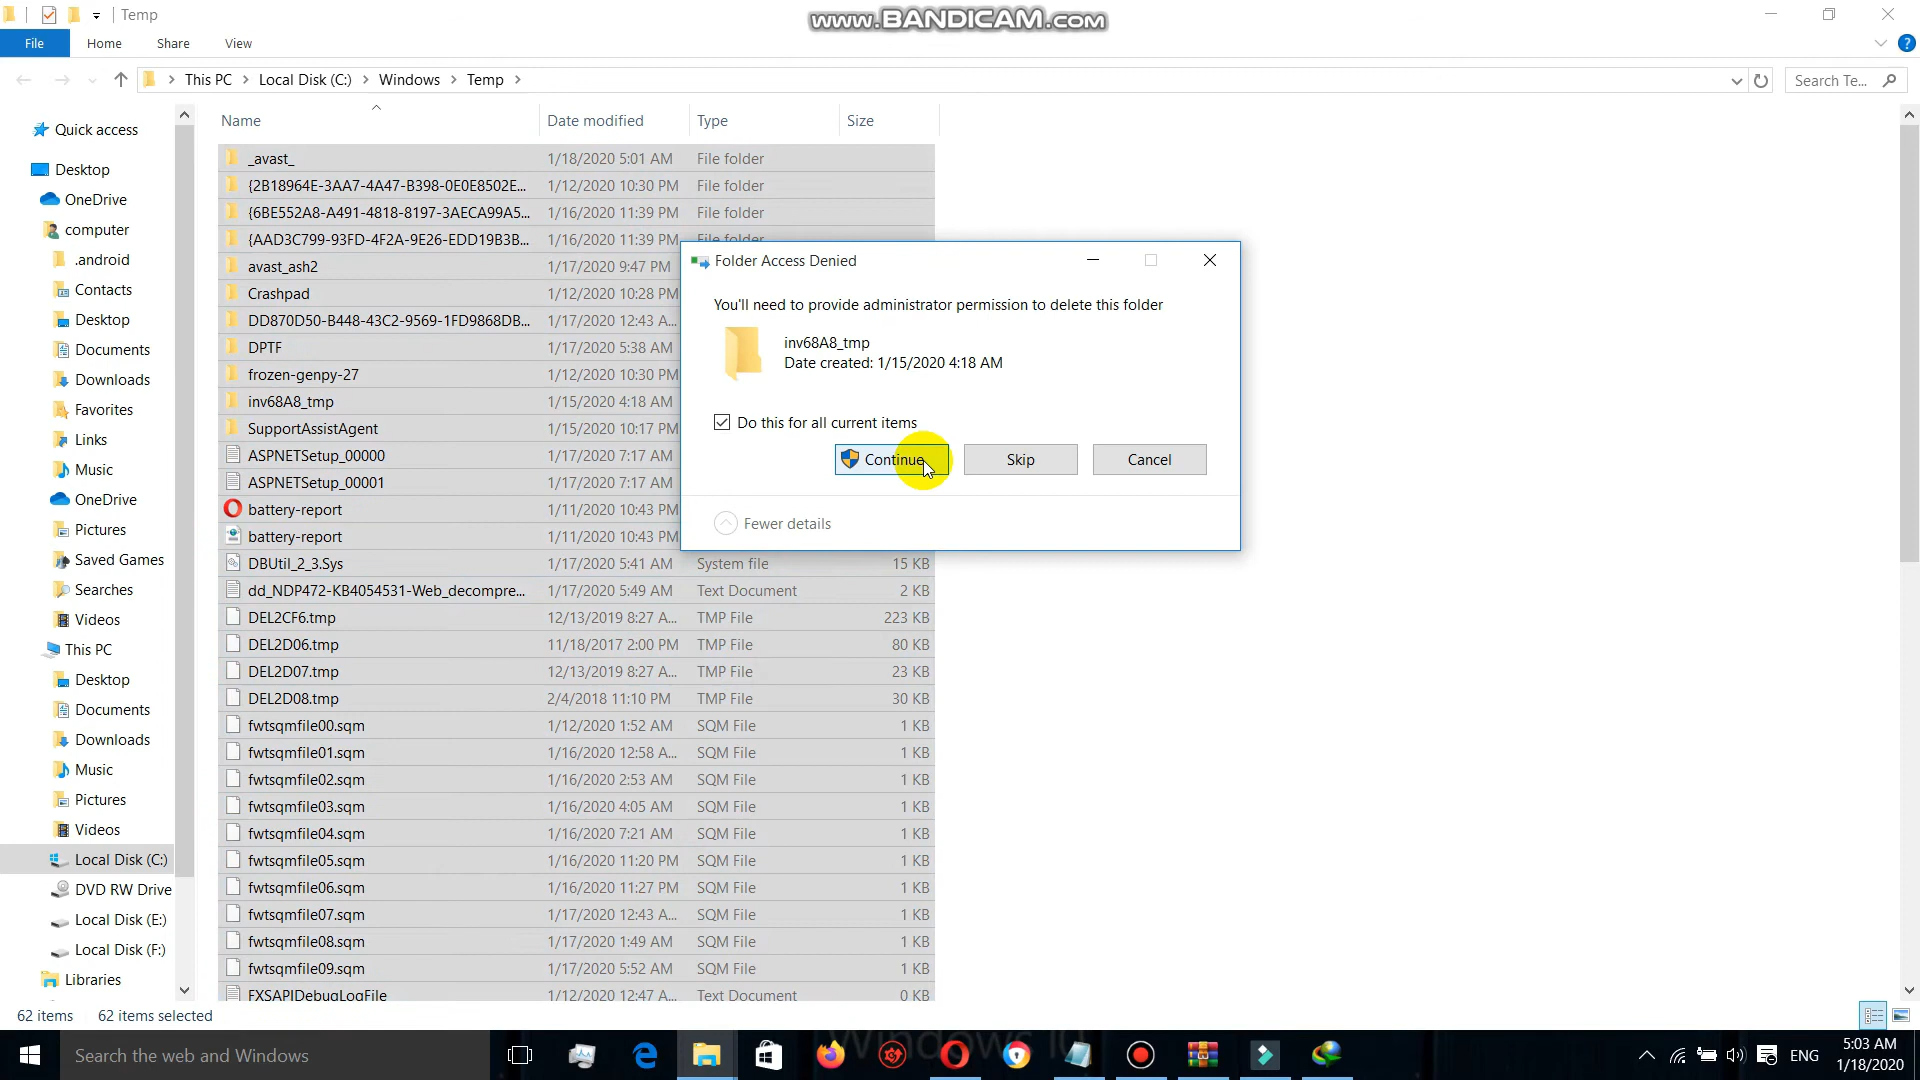 Temp
www.BANDICAM.com
File Home Share View
This PC Local Disk (C:) Windows Temp
Search Te...
Name Date modified Type Size
Quick access
Desktop
OneDrive
computer
.android
Contacts
Desktop
Documents
Downloads
Favorites
Links
Music
OneDrive
Pictures
Saved Games
Searches
Videos
This PC
Desktop
Documents
Downloads
Music
Pictures
Videos
Local Disk (C:)
DVD RW Drive
Local Disk (E:)
Local Disk (F:)
Libraries
_avast_ 1/18/2020 5:01 AM File folder
{2B18964E-3AA7-4A47-B398-0E0E8502E... 1/12/2020 10:30 PM File folder
{6BE552A8-A491-4818-8197-3AECA99A5... 1/16/2020 11:39 PM File folder
{AAD3C799-93FD-4F2A-9E26-EDD19B3B... 1/16/2020 11:39 PM File folder
avast_ash2 1/17/2020 9:47 PM
Crashpad 1/12/2020 10:28 PM
DD870D50-B448-43C2-9569-1FD9868DB... 1/17/2020 12:43 A...
DPTF 1/17/2020 5:38 AM
frozen-genpy-27 1/12/2020 10:30 PM
inv68A8_tmp 1/15/2020 4:18 AM
SupportAssistAgent 1/15/2020 10:17 PM
ASPNETSetup_00000 1/17/2020 7:17 AM
ASPNETSetup_00001 1/17/2020 7:17 AM
battery-report 1/11/2020 10:43 PM
battery-report 1/11/2020 10:43 PM
DBUtil_2_3.Sys 1/17/2020 5:41 AM System file 15 KB
dd_NDP472-KB4054531-Web_decompre... 1/17/2020 5:49 AM Text Document 2 KB
DEL2CF6.tmp 12/13/2019 8:27 A... TMP File 223 KB
DEL2D06.tmp 11/18/2017 2:00 PM TMP File 80 KB
DEL2D07.tmp 12/13/2019 8:27 A... TMP File 23 KB
DEL2D08.tmp 2/4/2018 11:10 PM TMP File 30 KB
fwtsqmfile00.sqm 1/12/2020 1:52 AM SQM File 1 KB
fwtsqmfile01.sqm 1/16/2020 12:58 A... SQM File 1 KB
fwtsqmfile02.sqm 1/16/2020 2:53 AM SQM File 1 KB
fwtsqmfile03.sqm 1/16/2020 4:05 AM SQM File 1 KB
fwtsqmfile04.sqm 1/16/2020 7:21 AM SQM File 1 KB
fwtsqmfile05.sqm 1/16/2020 11:20 PM SQM File 1 KB
fwtsqmfile06.sqm 1/16/2020 11:27 PM SQM File 1 KB
fwtsqmfile07.sqm 1/17/2020 12:43 A... SQM File 1 KB
fwtsqmfile08.sqm 1/17/2020 1:49 AM SQM File 1 KB
fwtsqmfile09.sqm 1/17/2020 5:52 AM SQM File 1 KB
FXSAPIDebugLogFile 1/12/2020 12:47 A... Text Document 0 KB
Folder Access Denied
You'll need to provide administrator permission to delete this folder
inv68A8_tmp
Date created: 1/15/2020 4:18 AM
Do this for all current items
Continue Skip Cancel
Fewer details
62 items 62 items selected
Search the web and Windows
ENG
5:03 AM
1/18/2020